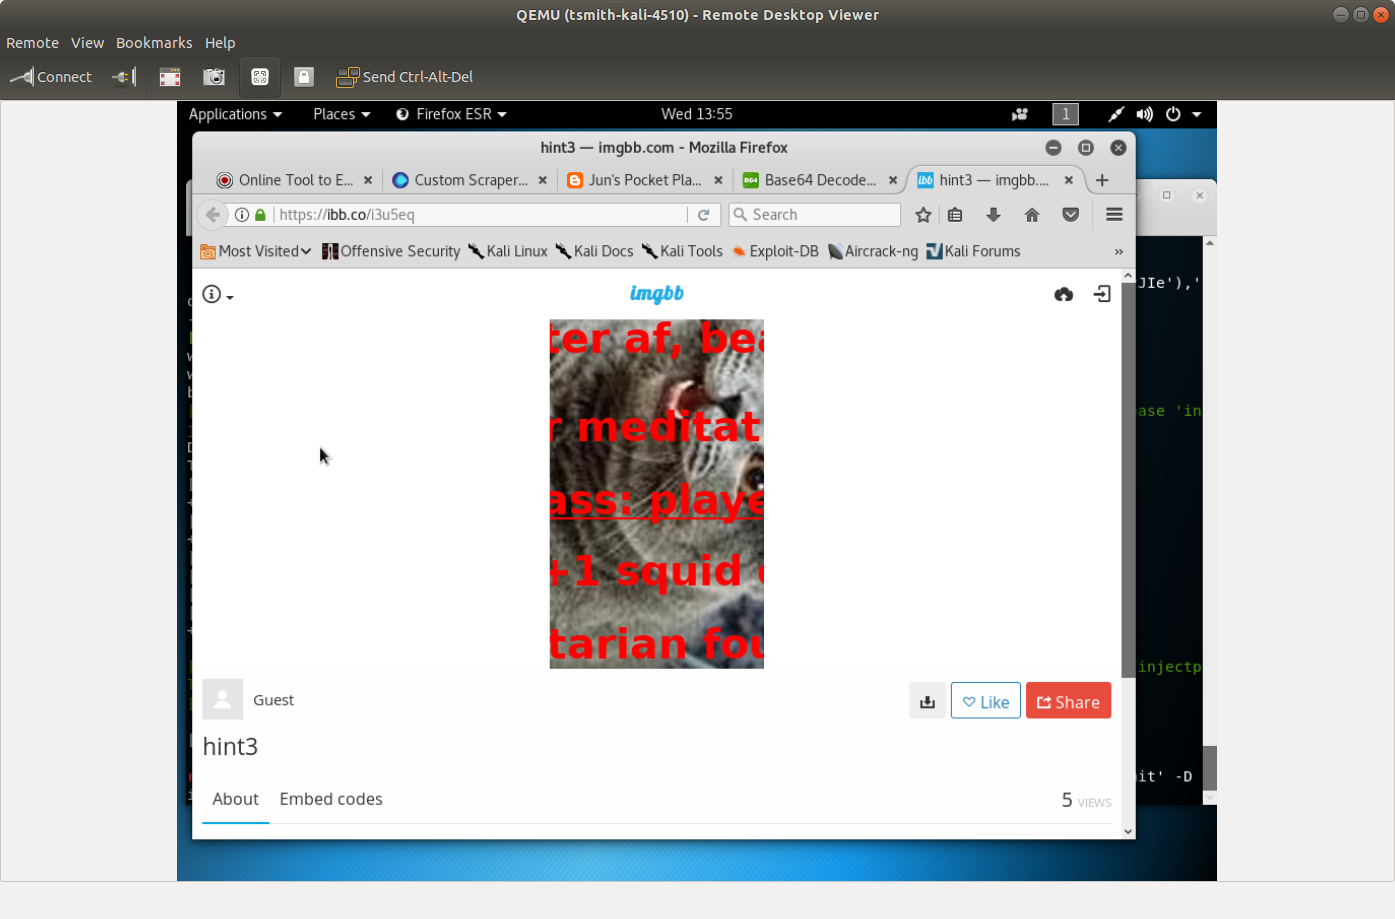 QEMU (tsmith-kali-4510) - Remote Desktop Viewer
Remote View Bookmarks Help
Connect Send Ctrl-Alt-Del
Applications Places Firefox ESR Wed 13:55 1
hint3 — imgbb.com - Mozilla Firefox
Online Tool to E... Custom Scraper... Jun's Pocket Pla... B64 Base64 Decode... ibb hint3 — imgbb....
https://ibb.co/i3u5eq Search
Most Visited Offensive Security Kali Linux Kali Docs Kali Tools Exploit-DB Aircrack-ng Kali Forums »
JIe'),'
imgbb
ter af, bea
r meditat
ase 'in
ass: playe
+1 squid
tarian fou
injectp
Guest Like Share
hint3
nit' -D
About Embed codes 5 VIEWS